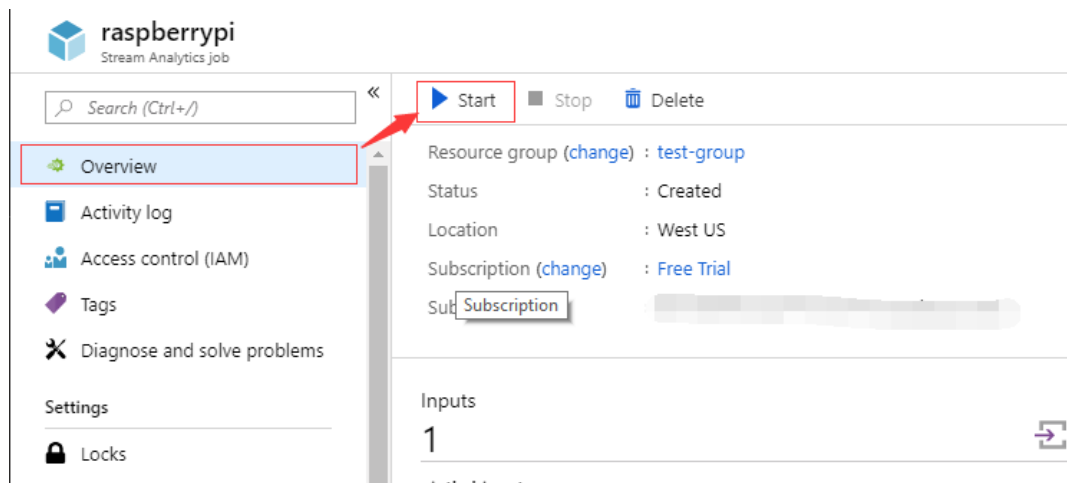 raspberrypi
Stream Analytics job
Search (Ctrl+/)
«
Overview
Activity log
Access control (IAM)
Tags
Diagnose and solve problems
Settings
Locks
Start Stop Delete
Resource group (change) : test-group
Status : Created
Location : West US
Subscription (change) : Free Trial
Sub
Subscription
Inputs
1